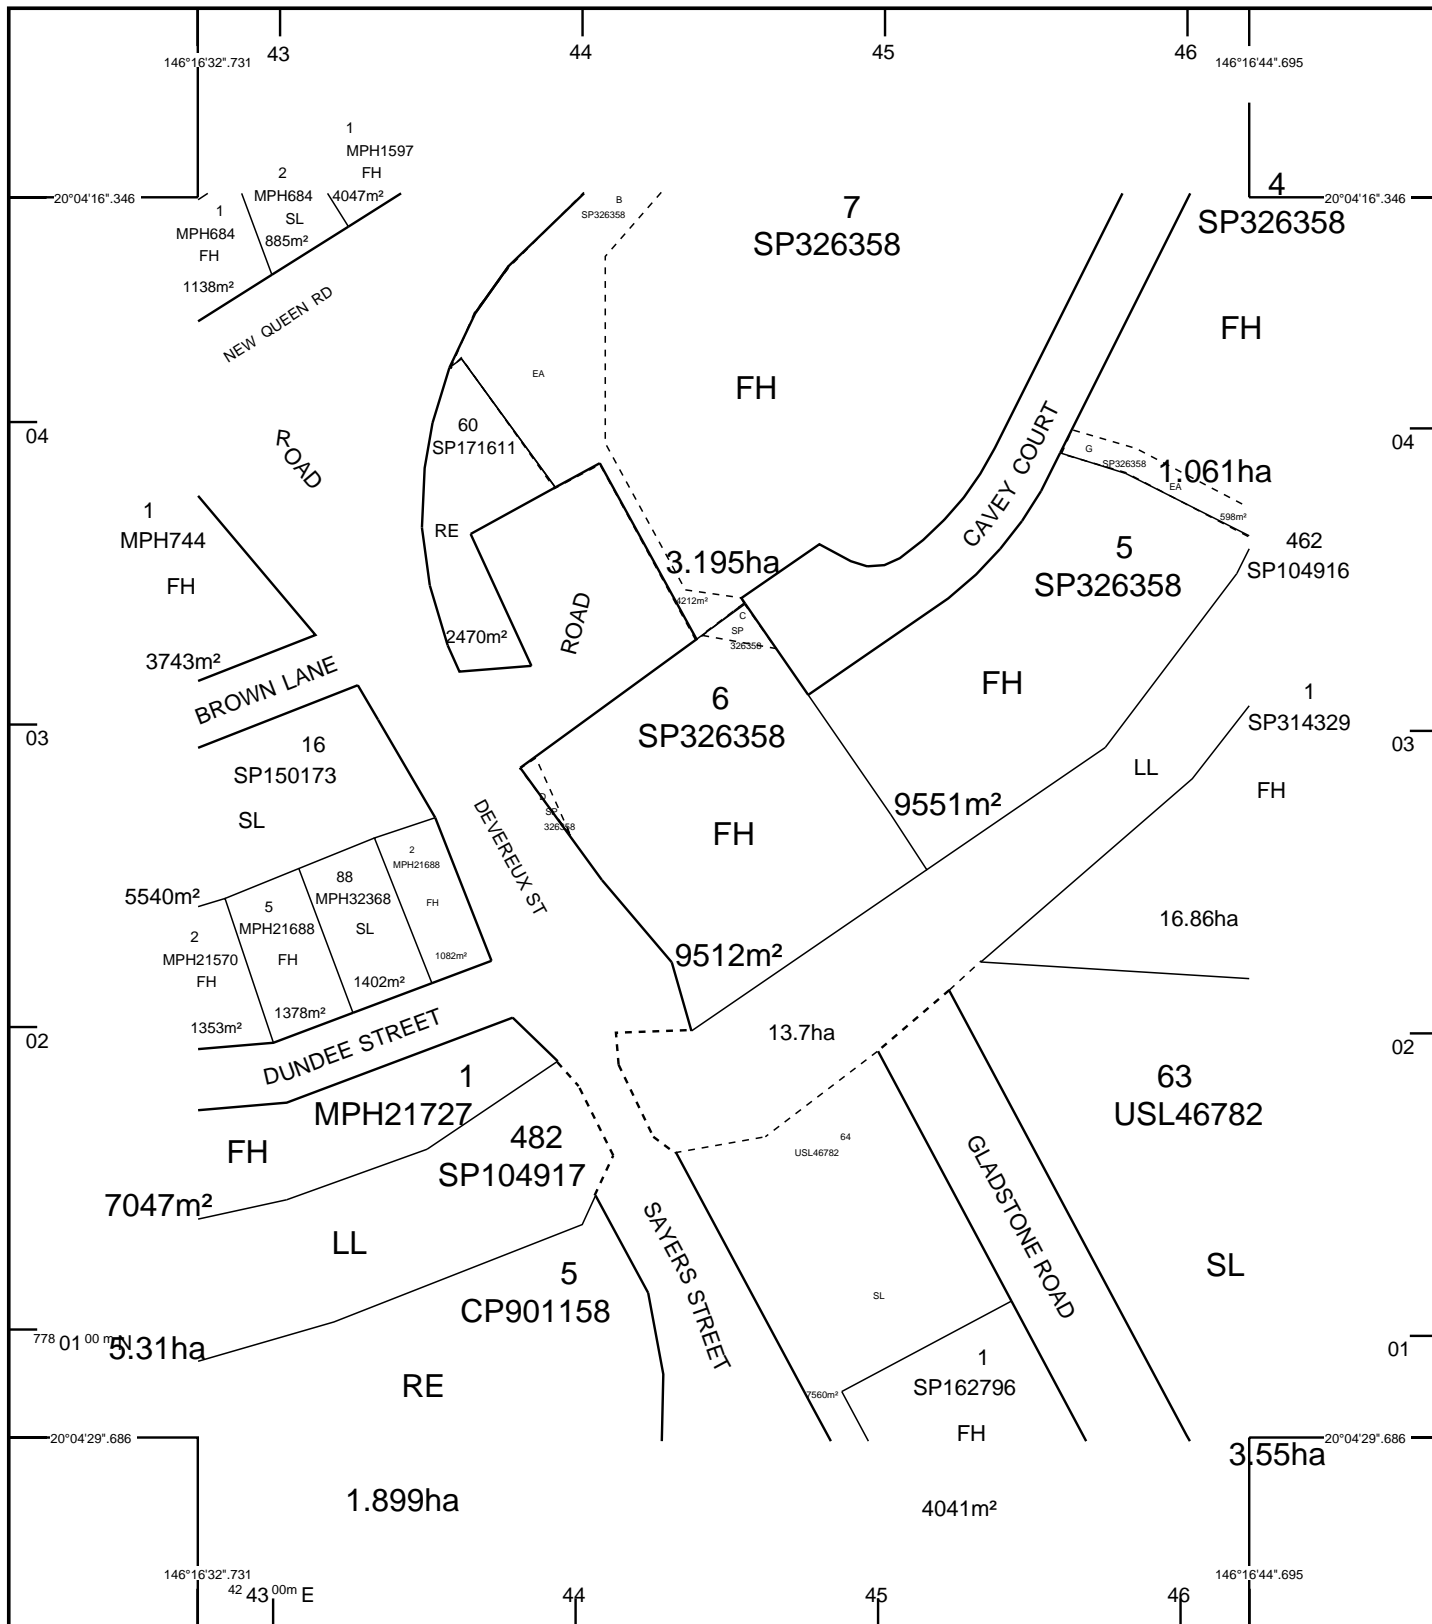 43
44
45
46
146°16'32".731
146°16'44".695
20°04'16".346
20°04'16".346
1
MPH1597
FH
4047m²
2
MPH684
SL
885m²
1
MPH684
FH
1138m²
NEW QUEEN RD
B
SP326358
7
SP326358
FH
3.195ha
4
SP326358
FH
1.061ha
EA
04
04
60
SP171611
RE
2470m²
ROAD
CAVEY COURT
G
SP326358
EA
598m²
1
MPH744
FH
3743m²
5
SP326358
FH
9551m²
462
SP104916
LL
13.7ha
4212m²
C
SP
326358
ROAD
BROWN LANE
6
SP326358
FH
9512m²
1
SP314329
FH
16.86ha
03
03
16
SP150173
SL
5540m²
D
SP
326358
DEVEREUX ST
2
MPH21688
FH
1082m²
88
MPH32368
SL
1402m²
5
MPH21688
FH
1378m²
2
MPH21570
FH
1353m²
02
02
DUNDEE STREET
1
MPH21727
FH
7047m²
63
USL46782
SL
3.55ha
482
SP104917
LL
5.31ha
64
USL46782
SL
7560m²
GLADSTONE ROAD
SAYERS STREET
5
CP901158
RE
1.899ha
778 01 00 m N
01
1
SP162796
FH
4041m²
20°04'29".686
20°04'29".686
146°16'32".731
146°16'44".695
42 43 00m E
44
45
46